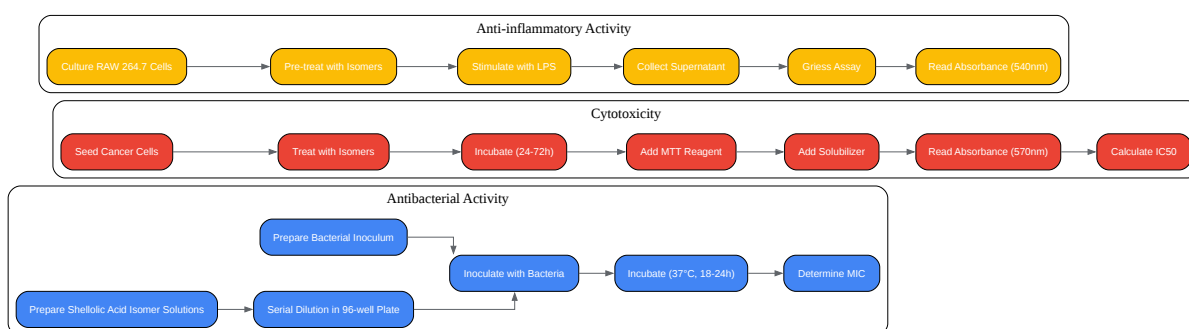 Anti-inflammatory Activity
Culture RAW 264.7 Cells
Pre-treat with Isomers
Stimulate with LPS
Collect Supernatant
Griess Assay
Read Absorbance (540nm)
Cytotoxicity
Seed Cancer Cells
Treat with Isomers
Incubate (24-72h)
Add MTT Reagent
Add Solubilizer
Read Absorbance (570nm)
Calculate IC50
Antibacterial Activity
Prepare Bacterial Inoculum
Inoculate with Bacteria
Incubate (37°C, 18-24h)
Determine MIC
Prepare Shellolic Acid Isomer Solutions
Serial Dilution in 96-well Plate